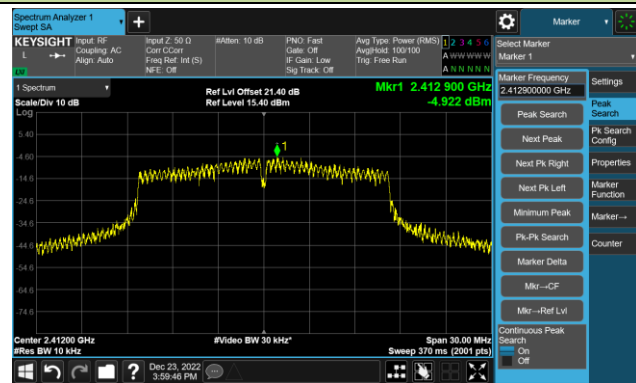 Spectrum Analyzer 1
Swept SA
KEYSIGHT
L
LW
Input: RF
Coupling: AC
Align: Auto
Input Z: 50 Ω
Corr CCorr
Freq Ref: Int (S)
NFE: Off
#Atten: 10 dB
PNO: Fast
Gate: Off
IF Gain: Low
Sig Track: Off
Avg Type: Power (RMS)
Avg|Hold: 100/100
Trig: Free Run
1 2 3 4 5 6
A W W W W W
A N N N N N
1 Spectrum
Scale/Div 10 dB
Log
Ref Lvl Offset 21.40 dB
Ref Level 15.40 dBm
Mkr1 2.412 900 GHz
-4.922 dBm
1
5.40
-4.60
-14.6
-24.6
-34.6
-44.6
-54.6
-64.6
-74.6
Center 2.41200 GHz
#Res BW 10 kHz
#Video BW 30 kHz*
Span 30.00 MHz
Sweep 370 ms (2001 pts)
?
Dec 23, 2022
3:59:46 PM
Marker
Select Marker
Marker 1
Marker Frequency
2.412900000 GHz
Peak Search
Next Peak
Next Pk Right
Next Pk Left
Minimum Peak
Pk-Pk Search
Marker Delta
Mkr→CF
Mkr→Ref Lvl
Continuous Peak
Search
On
Off
Settings
Peak
Search
Pk Search
Config
Properties
Marker
Function
Marker→
Counter